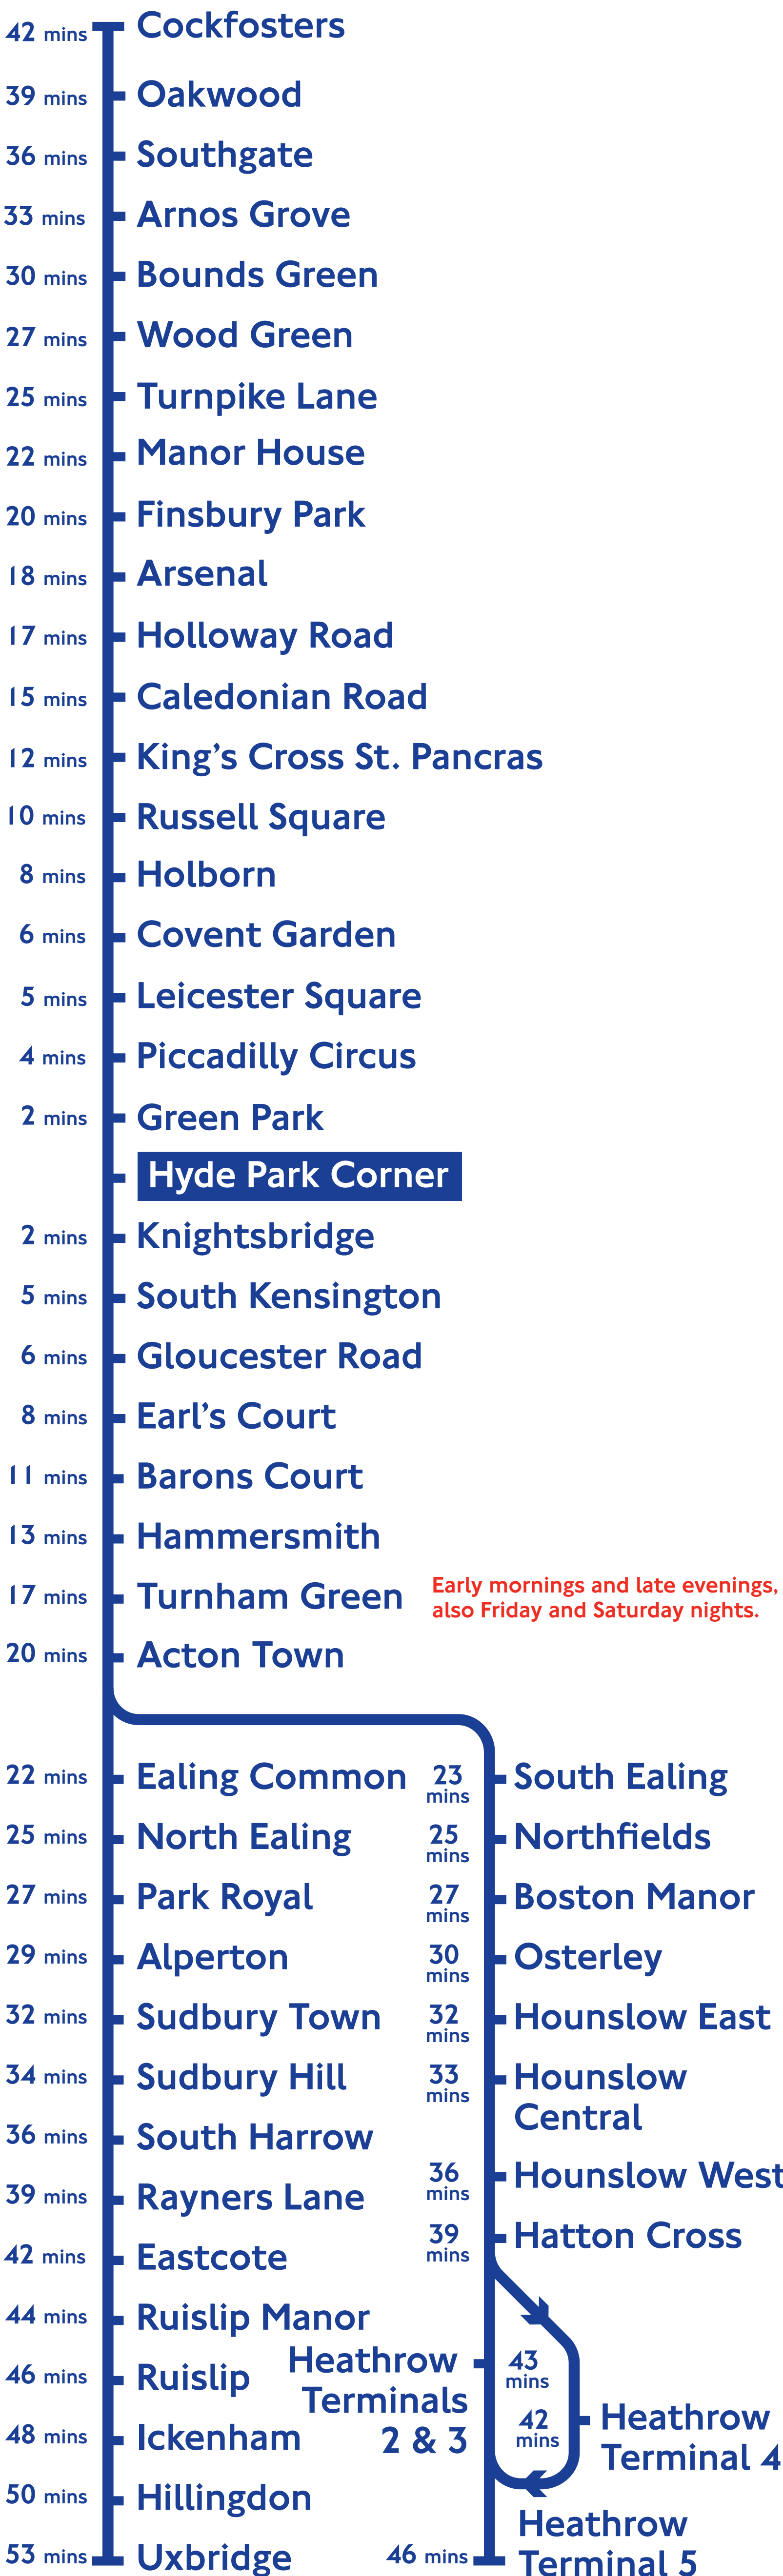 42 mins Cockfosters
39 mins Oakwood
36 mins Southgate
33 mins Arnos Grove
30 mins Bounds Green
27 mins Wood Green
25 mins Turnpike Lane
22 mins Manor House
20 mins Finsbury Park
18 mins Arsenal
17 mins Holloway Road
15 mins Caledonian Road
12 mins King's Cross St. Pancras
10 mins Russell Square
8 mins Holborn
6 mins Covent Garden
5 mins Leicester Square
4 mins Piccadilly Circus
2 mins Green Park
Hyde Park Corner
2 mins Knightsbridge
5 mins South Kensington
6 mins Gloucester Road
8 mins Earl's Court
11 mins Barons Court
13 mins Hammersmith
17 mins Turnham Green
Early mornings and late evenings,
also Friday and Saturday nights.
20 mins Acton Town
22 mins Ealing Common
25 mins North Ealing
27 mins Park Royal
29 mins Alperton
32 mins Sudbury Town
34 mins Sudbury Hill
36 mins South Harrow
39 mins Rayners Lane
42 mins Eastcote
44 mins Ruislip Manor
46 mins Ruislip
48 mins Ickenham
50 mins Hillingdon
53 mins Uxbridge
23 South Ealing
mins
25 Northfields
mins
27 Boston Manor
mins
30 Osterley
mins
32 Hounslow East
mins
33 Hounslow
mins
Central
36 Hounslow West
mins
39 Hatton Cross
mins
Heathrow 43
mins
Terminals
2 & 3
42 Heathrow
mins
Terminal 4
Heathrow
46 mins Terminal 5